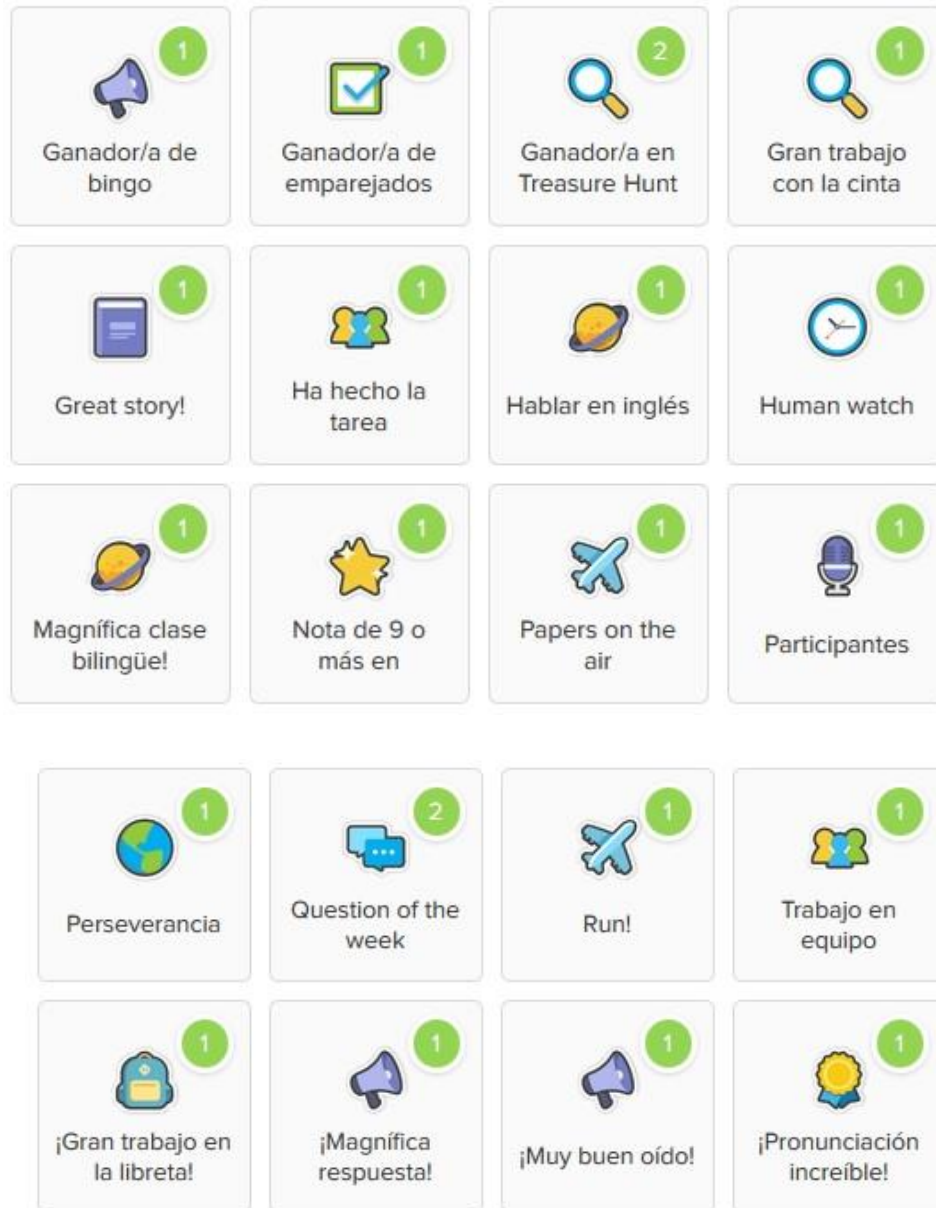 1
Ganador/a de
bingo
1
Ganador/a de
emparejados
2
Ganador/a en
Treasure Hunt
1
Gran trabajo
con la cinta
1
Great story!
1
Ha hecho la
tarea
1
Hablar en inglés
1
Human watch
1
Magnífica clase
bilingüe!
1
Nota de 9 o
más en
1
Papers on the
air
1
Participantes
1
Perseverancia
2
Question of the
week
1
Run!
1
Trabajo en
equipo
1
¡Gran trabajo en
la libreta!
1
¡Magnífica
respuesta!
1
¡Muy buen oído!
1
¡Pronunciación
increíble!